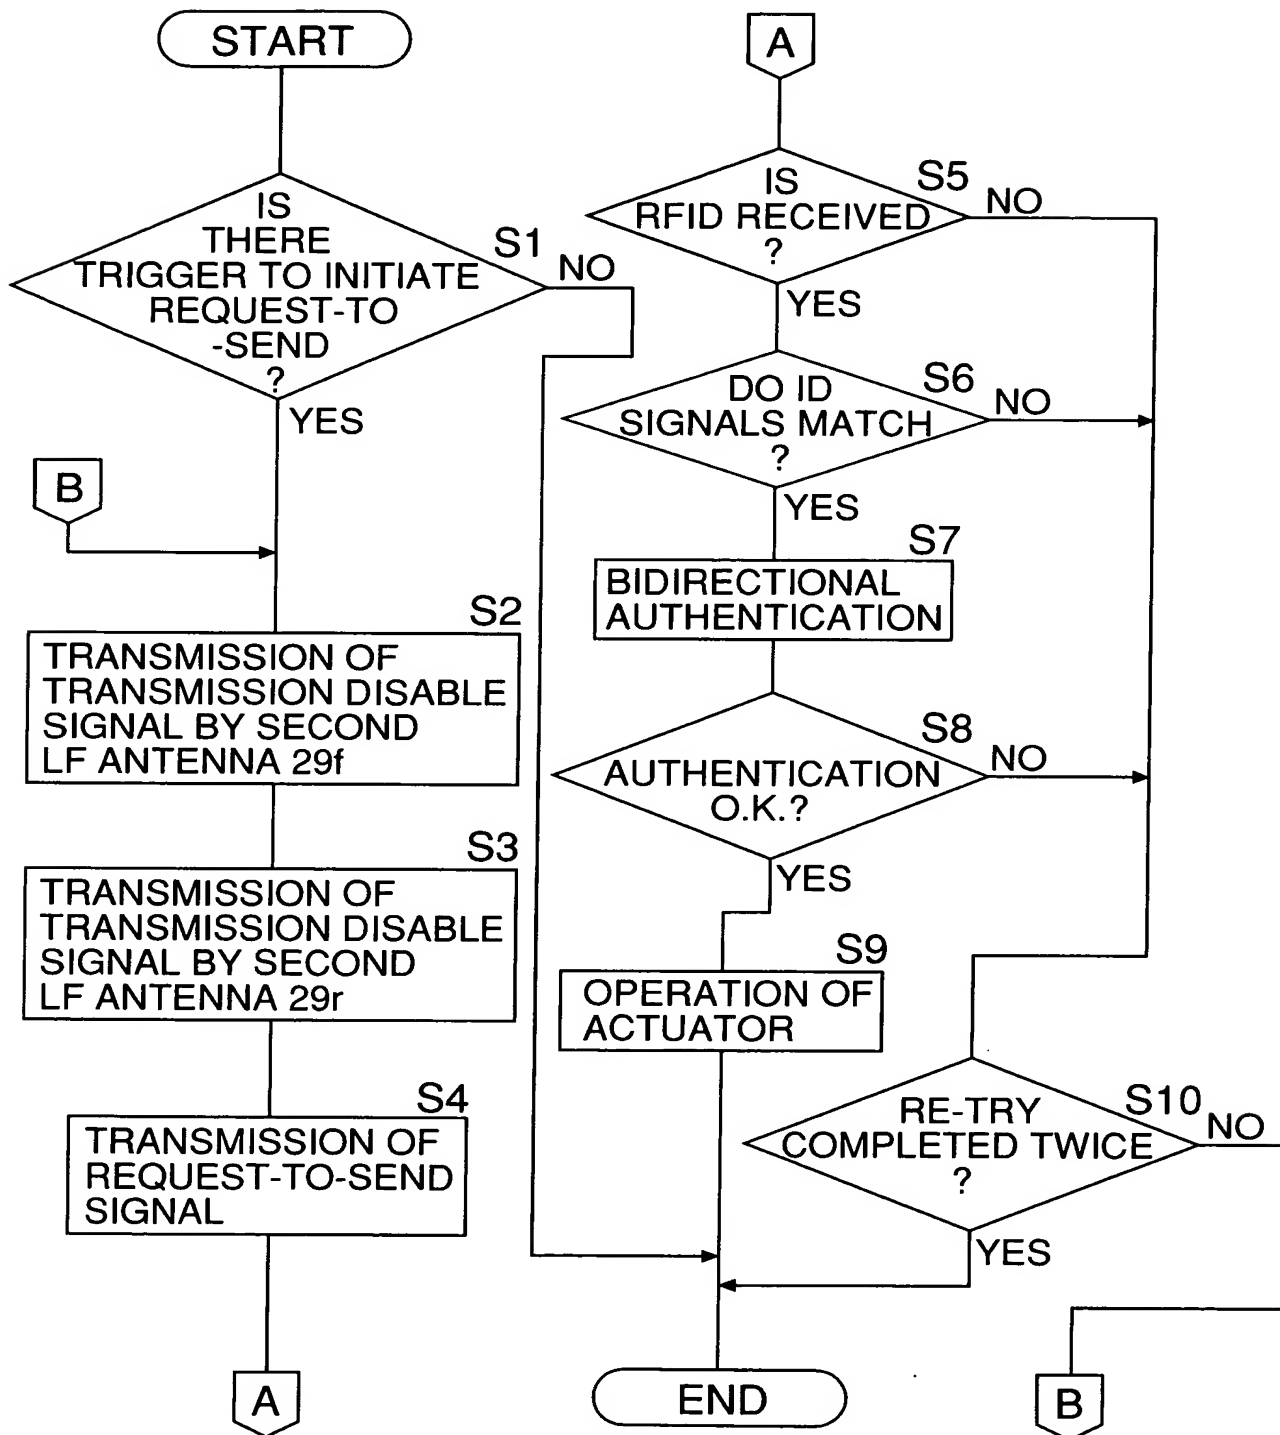 START
IS
THERE
TRIGGER TO INITIATE
REQUEST-TO
-SEND
?
S1
NO
YES
B
S2
TRANSMISSION OF
TRANSMISSION DISABLE
SIGNAL BY SECOND
LF ANTENNA 29f
S3
TRANSMISSION OF
TRANSMISSION DISABLE
SIGNAL BY SECOND
LF ANTENNA 29r
S4
TRANSMISSION OF
REQUEST-TO-SEND
SIGNAL
A
A
IS
RFID RECEIVED
?
S5
NO
YES
DO ID
SIGNALS MATCH
?
S6
NO
YES
S7
BIDIRECTIONAL
AUTHENTICATION
S8
AUTHENTICATION
O.K.?
NO
YES
S9
OPERATION OF
ACTUATOR
RE-TRY
COMPLETED TWICE
?
S10
NO
YES
END
B